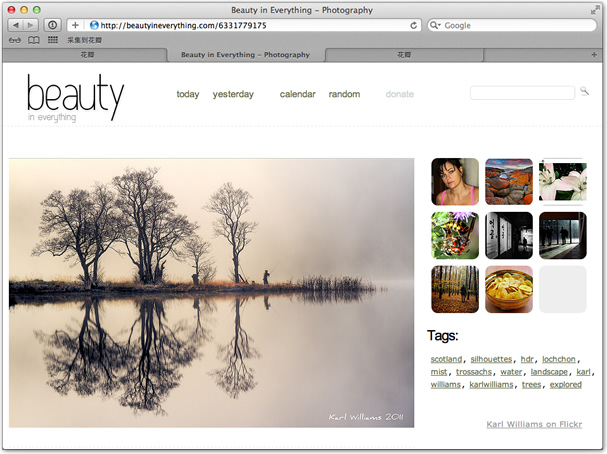 Beauty in Everything - Photography
http://beautyineverything.com/6331779175
Google
采集到花瓣
花瓣
Beauty in Everything - Photography
花瓣
beauty
in everything
today
yesterday
calendar
random
donate
Karl Williams 2011
Tags:
scotland, silhouettes, hdr, lochchon,
mist, trossachs, water, landscape, karl,
williams, karlwilliams, trees, explored
Karl Williams on Flickr